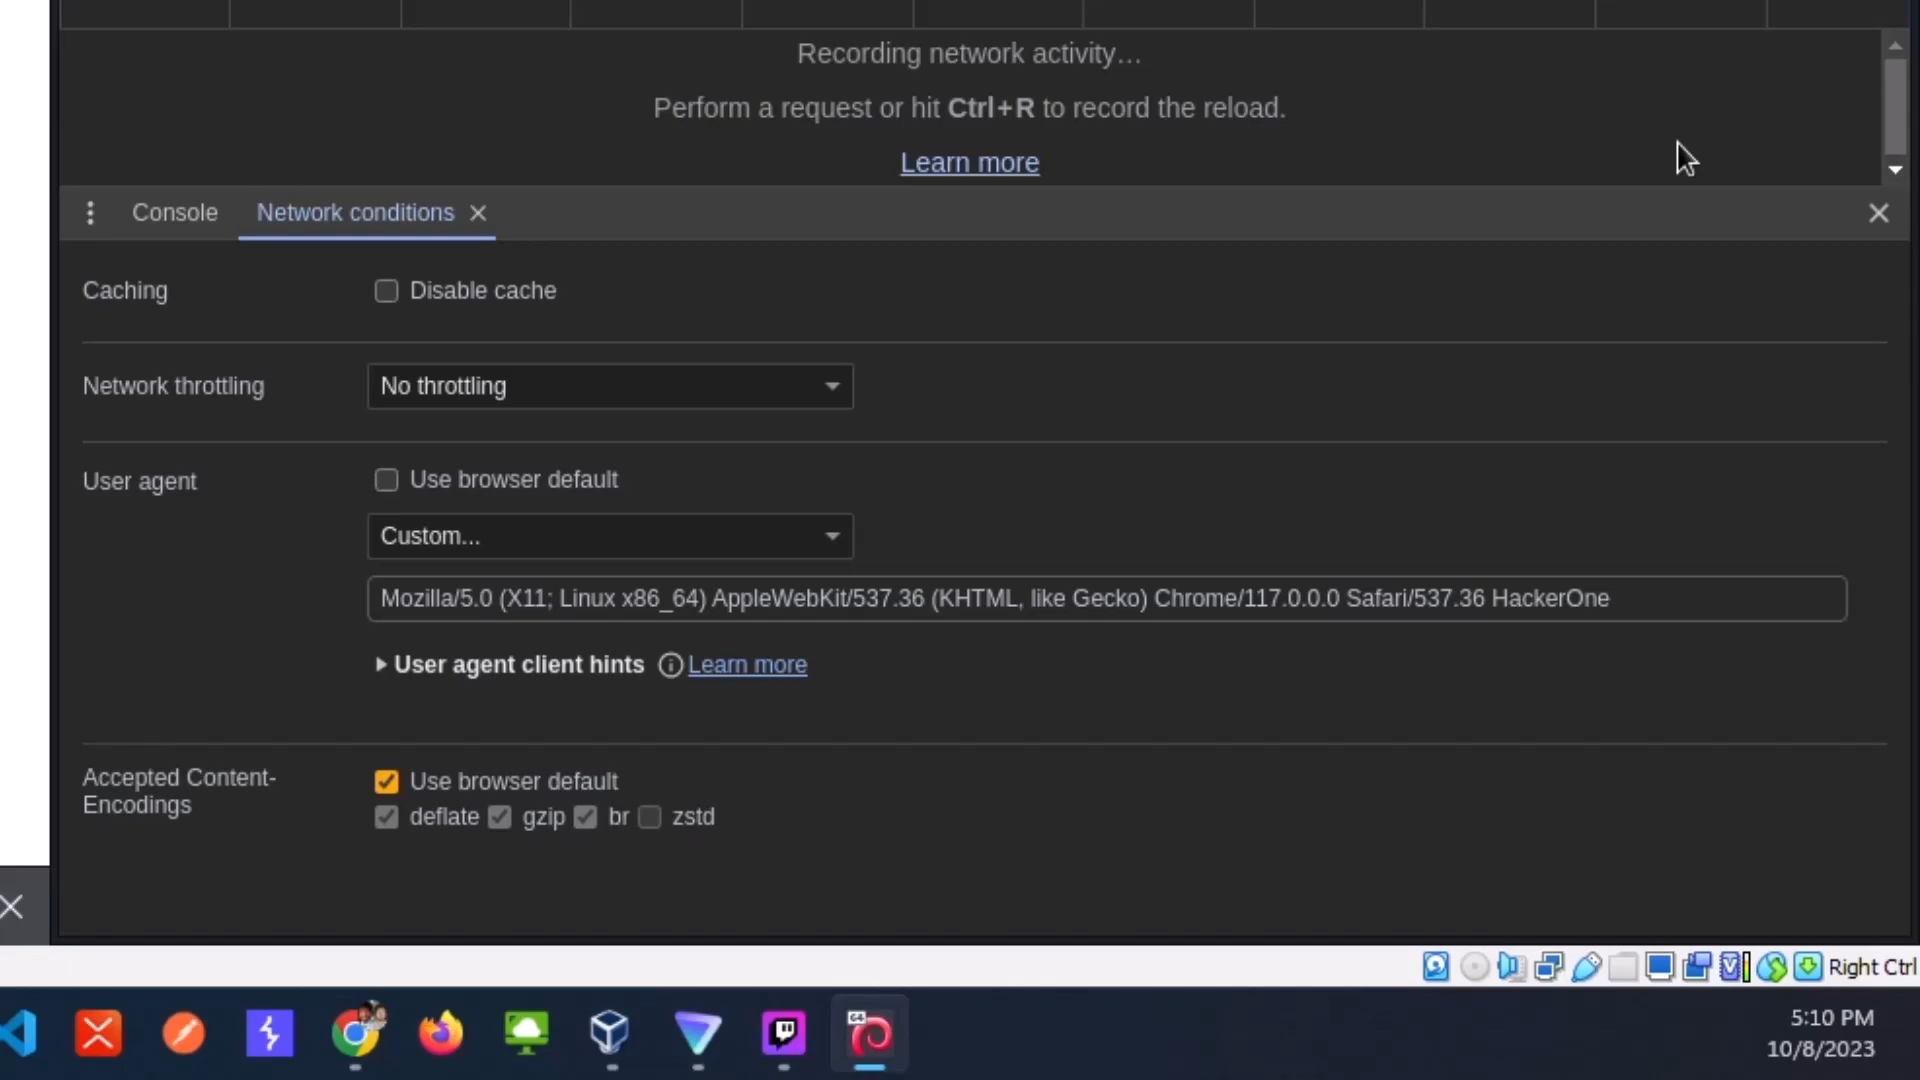 Recording network activity…
Perform a request or hit Ctrl+R to record the reload.
Learn more
Console Network conditions
Caching Disable cache
Network throttling No throttling
User agent Use browser default
Custom...
Mozilla/5.0 (X11; Linux x86_64) AppleWebKit/537.36 (KHTML, like Gecko) Chrome/117.0.0.0 Safari/537.36 HackerOne
User agent client hints Learn more
Accepted Content-
Encodings
Use browser default
deflate gzip br zstd
Right Ctrl
64
5:10 PM
10/8/2023